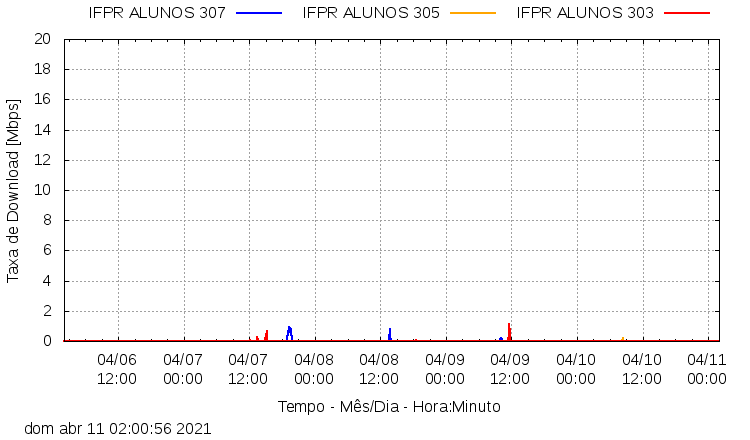 IFPR ALUNOS 307 IFPR ALUNOS 305 IFPR ALUNOS 303
Taxa de Download [Mbps]
20
18
16
14
12
10
8
6
4
2
0
04/06 04/07 04/07 04/08 04/08 04/09 04/09 04/10 04/10 04/11
12:00 00:00 12:00 00:00 12:00 00:00 12:00 00:00 12:00 00:00
Tempo - Mês/Dia - Hora:Minuto
dom abr 11 02:00:56 2021